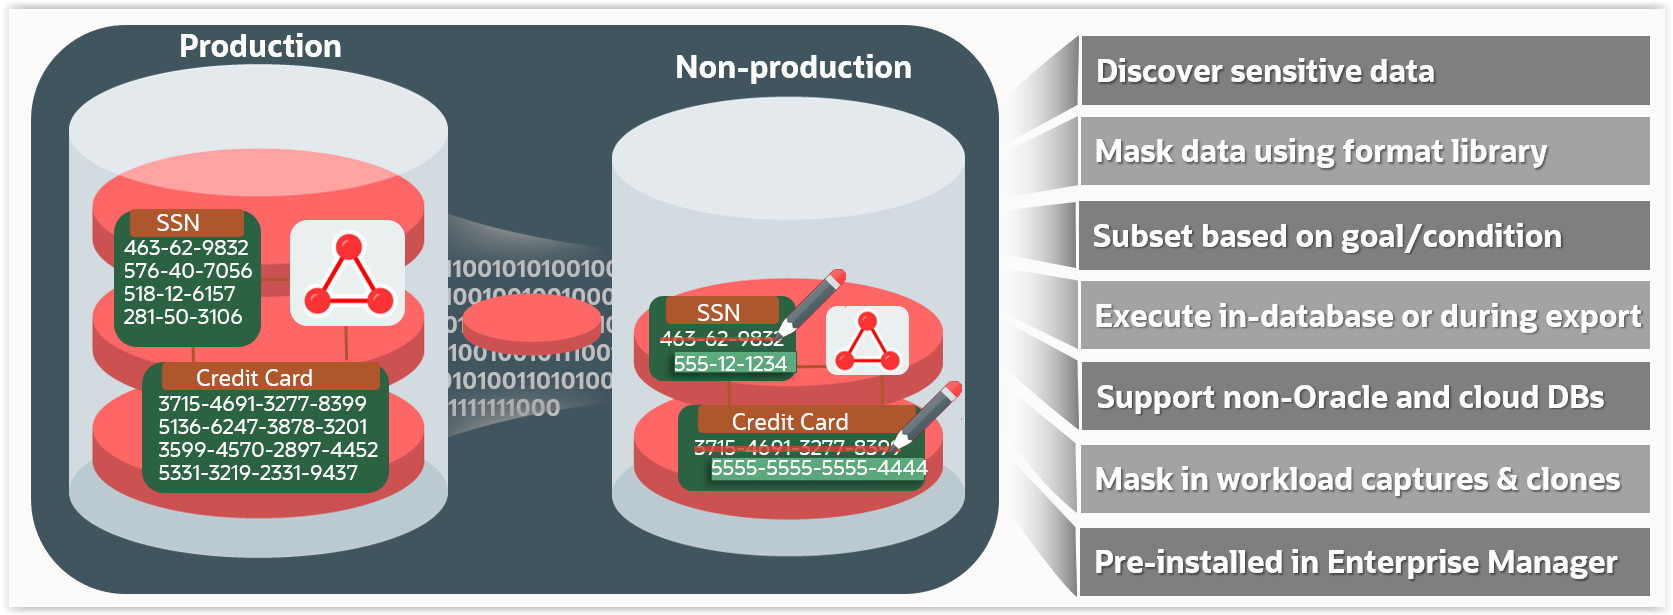 Production
SSN
463-62-9832
576-40-7056
518-12-6157
281-50-3106
Credit Card
3715-4691-3277-8399
5136-6247-3878-3201
3599-4570-2897-4452
5331-3219-2331-9437
1111111000
Non-production
SSN
463-62-9832
555-12-1234
Credit Card
3715-4691-3277-8399
5555-5555-5555-4444
Discover sensitive data
Mask data using format library
Subset based on goal/condition
Execute in-database or during export
Support non-Oracle and cloud DBs
Mask in workload captures & clones
Pre-installed in Enterprise Manager